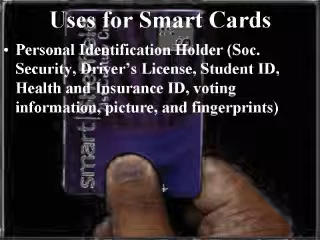 Uses for Smart Cards
• Personal Identification Holder (Soc.
Security, Driver's License, Student ID,
Health and Insurance ID, voting
information, picture, and fingerprints)
smart